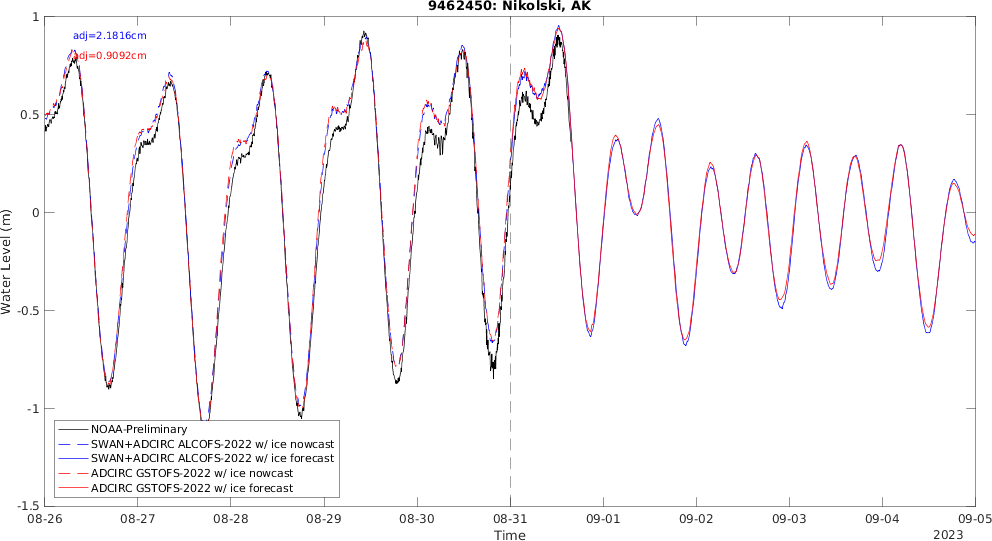 9462450: Nikolski, AK
adj=2.1816cm
adj=0.9092cm
1
0.5
0
-0.5
-1
-1.5
Water Level (m)
NOAA-Preliminary
SWAN+ADCIRC ALCOFS-2022 w/ ice nowcast
SWAN+ADCIRC ALCOFS-2022 w/ ice forecast
ADCIRC GSTOFS-2022 w/ ice nowcast
ADCIRC GSTOFS-2022 w/ ice forecast
08-26 08-27 08-28 08-29 08-30 08-31 09-01 09-02 09-03 09-04 09-05
Time
2023